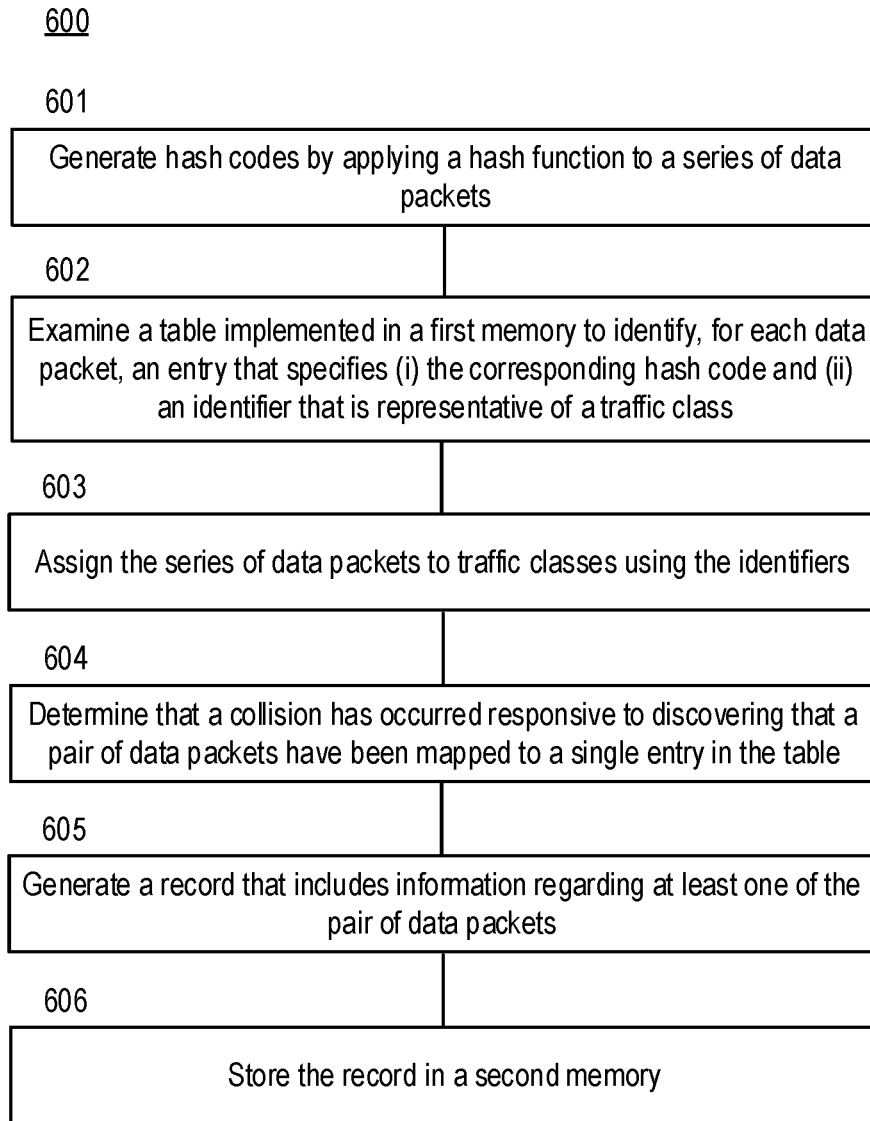 600
601
Generate hash codes by applying a hash function to a series of data
packets
602
Examine a table implemented in a first memory to identify, for each data
packet, an entry that specifies (i) the corresponding hash code and (ii)
an identifier that is representative of a traffic class
603
Assign the series of data packets to traffic classes using the identifiers
604
Determine that a collision has occurred responsive to discovering that a
pair of data packets have been mapped to a single entry in the table
605
Generate a record that includes information regarding at least one of the
pair of data packets
606
Store the record in a second memory